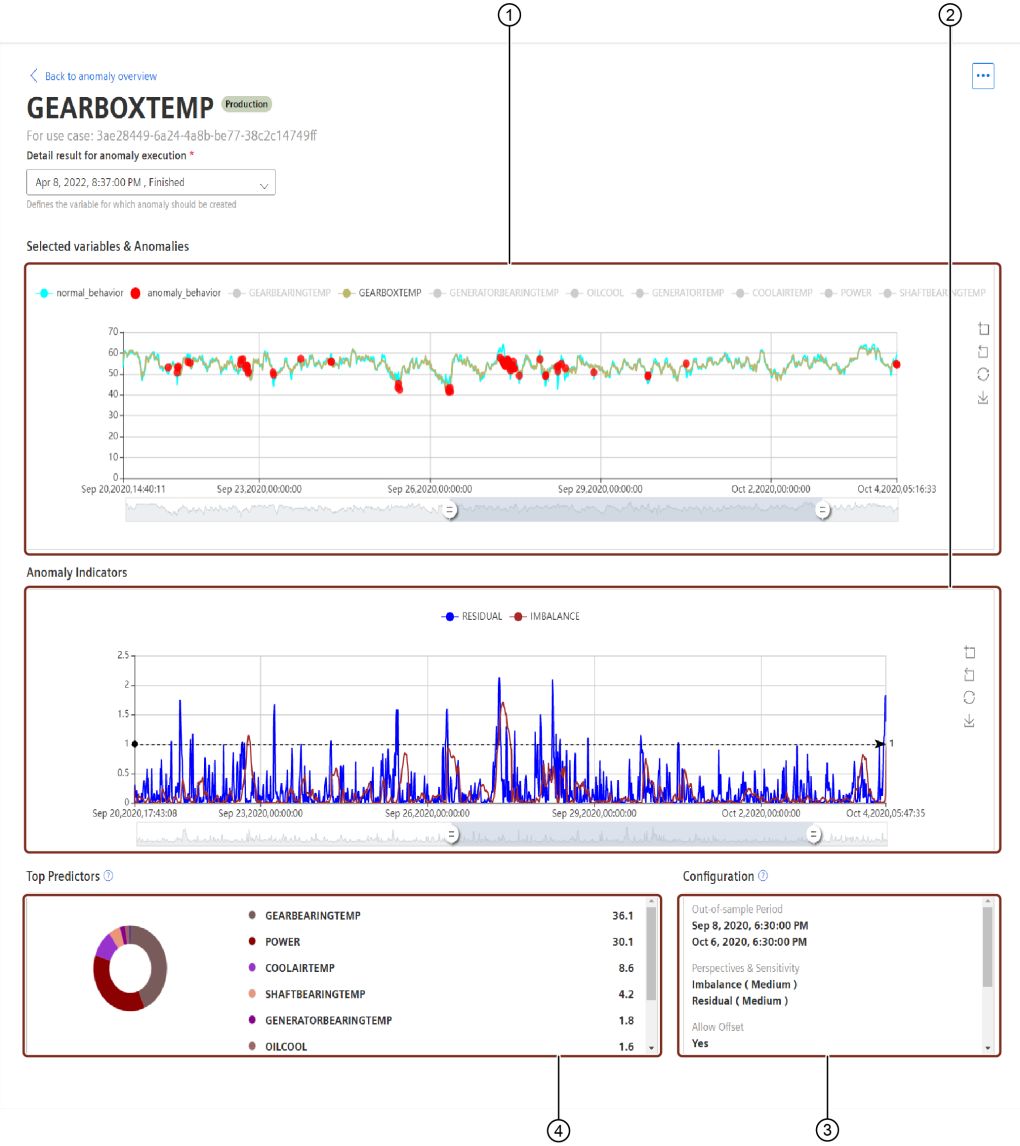 1
2
Back to anomaly overview
...
GEARBOXTEMP Production
For use case: 3ae28449-6a24-4a8b-be77-38c2c14749ff
Detail result for anomaly execution *
Apr 8, 2022, 8:37:00 PM , Finished
Defines the variable for which anomaly should be created
Selected variables & Anomalies
normal_behavior anomaly_behavior GEARBEARINGTEMP GEARBOXTEMP GENERATORBEARINGTEMP OILCOOL GENERATORTEMP COOLAIRTEMP POWER SHAFTBEARINGTEMP
70
60
50
40
30
20
10
0
Sep 20,2020,14:40:11 Sep 23,2020,00:00:00 Sep 26,2020,00:00:00 Sep 29,2020,00:00:00 Oct 2,2020,00:00:00 Oct 4,2020,05:16:33
Anomaly Indicators
RESIDUAL IMBALANCE
2.5
2
1.5
1 1
0.5
0
Sep 20,2020,17:43:08 Sep 23,2020,00:00:00 Sep 26,2020,00:00:00 Sep 29,2020,00:00:00 Oct 2,2020,00:00:00 Oct 4,2020,05:47:35
Top Predictors ?
GEARBEARINGTEMP 36.1
POWER 30.1
COOLAIRTEMP 8.6
SHAFTBEARINGTEMP 4.2
GENERATORBEARINGTEMP 1.8
OILCOOL 1.6
Configuration ?
Out-of-sample Period
Sep 8, 2020, 6:30:00 PM
Oct 6, 2020, 6:30:00 PM
Perspectives & Sensitivity
Imbalance ( Medium )
Residual ( Medium )
Allow Offset
Yes
4
3